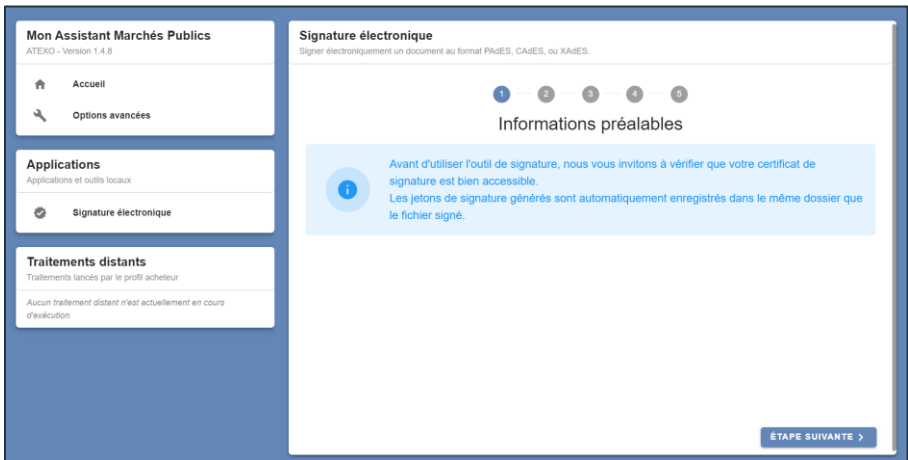 Mon Assistant Marchés Publics
ATEXO - Version 1.4.8
Accueil
Options avancées
Applications
Applications et outils locaux
Signature électronique
Traitements distants
Traitements lancés par le profil acheteur
Aucun traitement distant n'est actuellement en cours
d'exécution.
Signature électronique
Signer électroniquement un document au format PAdES, CAdES, ou XAdES.
1 2 3 4 5
Informations préalables
Avant d'utiliser l'outil de signature, nous vous invitons à vérifier que votre certificat de
signature est bien accessible.
Les jetons de signature générés sont automatiquement enregistrés dans le même dossier que
le fichier signé.
ÉTAPE SUIVANTE